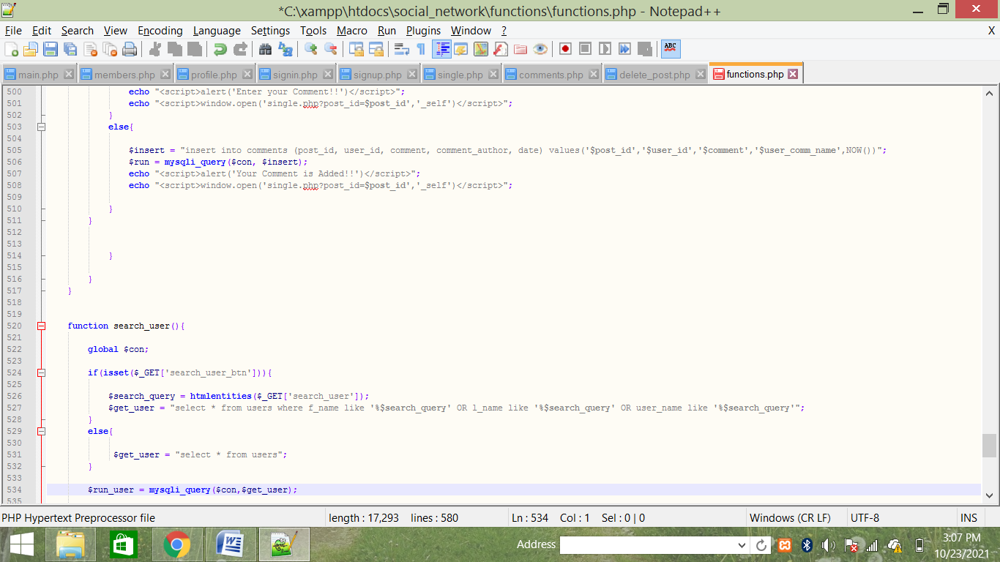 *C:\xampp\htdocs\social_network\functions\functions.php - Notepad++
File Edit Search View Encoding Language Settings Tools Macro Run Plugins Window ? X
ABC
main.php members.php profile.php signin.php signup.php single.php comments.php delete_post.php functions.php
500 echo "<script>alert('Enter your Comment!!')</script>";
501 echo "<script>window.open('single.php?post_id=$post_id','_self')</script>";
502 }
503 else{
504
505 $insert = "insert into comments (post_id, user_id, comment, comment_author, date) values('$post_id','$user_id','$comment','$user_comm_name',NOW())";
506 $run = mysqli_query($con, $insert);
507 echo "<script>alert('Your Comment is Added!!')</script>";
508 echo "<script>window.open('single.php?post_id=$post_id','_self')</script>";
509
510 }
511 }
512
513
514 }
515
516 }
517 }
518
519
520 function search_user(){
521
522 global $con;
523
524 if(isset($_GET['search_user_btn'])){
525
526 $search_query = htmlentities($_GET['search_user']);
527 $get_user = "select * from users where f_name like '%$search_query' OR l_name like '%$search_query' OR user_name like '%$search_query'";
528 }
529 else{
530
531 $get_user = "select * from users";
532 }
533
534 $run_user = mysqli_query($con,$get_user);
535
PHP Hypertext Preprocessor file length : 17,293 lines : 580 Ln : 534 Col : 1 Sel : 0 | 0 Windows (CR LF) UTF-8 INS
Address
3:07 PM
10/23/2021